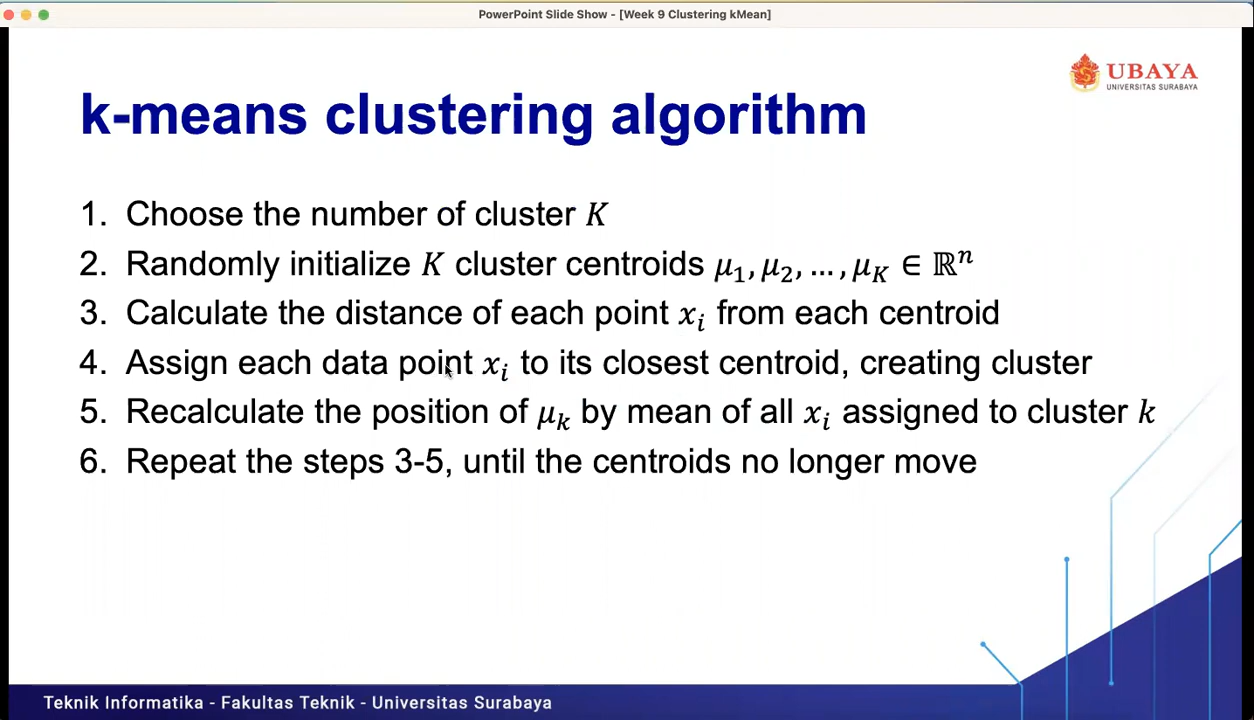 PowerPoint Slide Show - [Week 9 Clustering kMean]
UBAYA
UNIVERSITAS SURABAYA
k-means clustering algorithm
1. Choose the number of cluster K
2. Randomly initialize K cluster centroids μ₁, μ₂, …, μ_K ∈ ℝⁿ
3. Calculate the distance of each point xᵢ from each centroid
4. Assign each data point xᵢ to its closest centroid, creating cluster
5. Recalculate the position of μₖ by mean of all xᵢ assigned to cluster k
6. Repeat the steps 3-5, until the centroids no longer move
Teknik Informatika - Fakultas Teknik - Universitas Surabaya